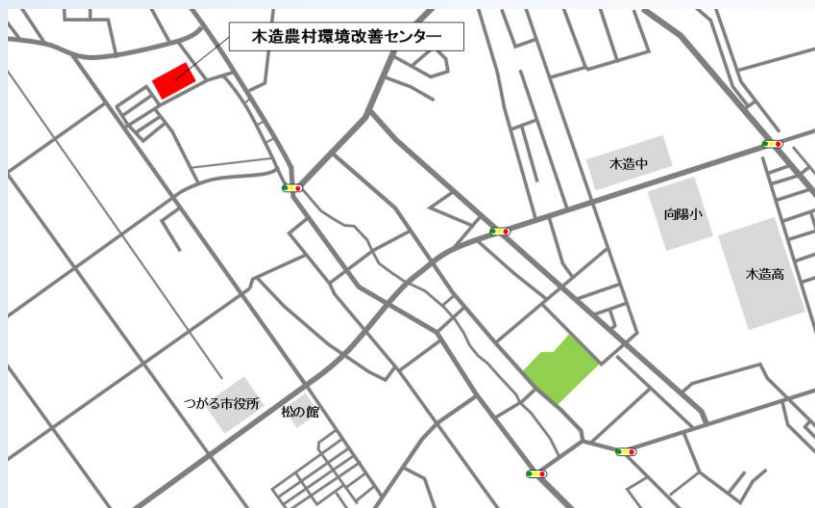 木造農村環境改善センター
木造中
向陽小
木造高
つがる市役所
松の館